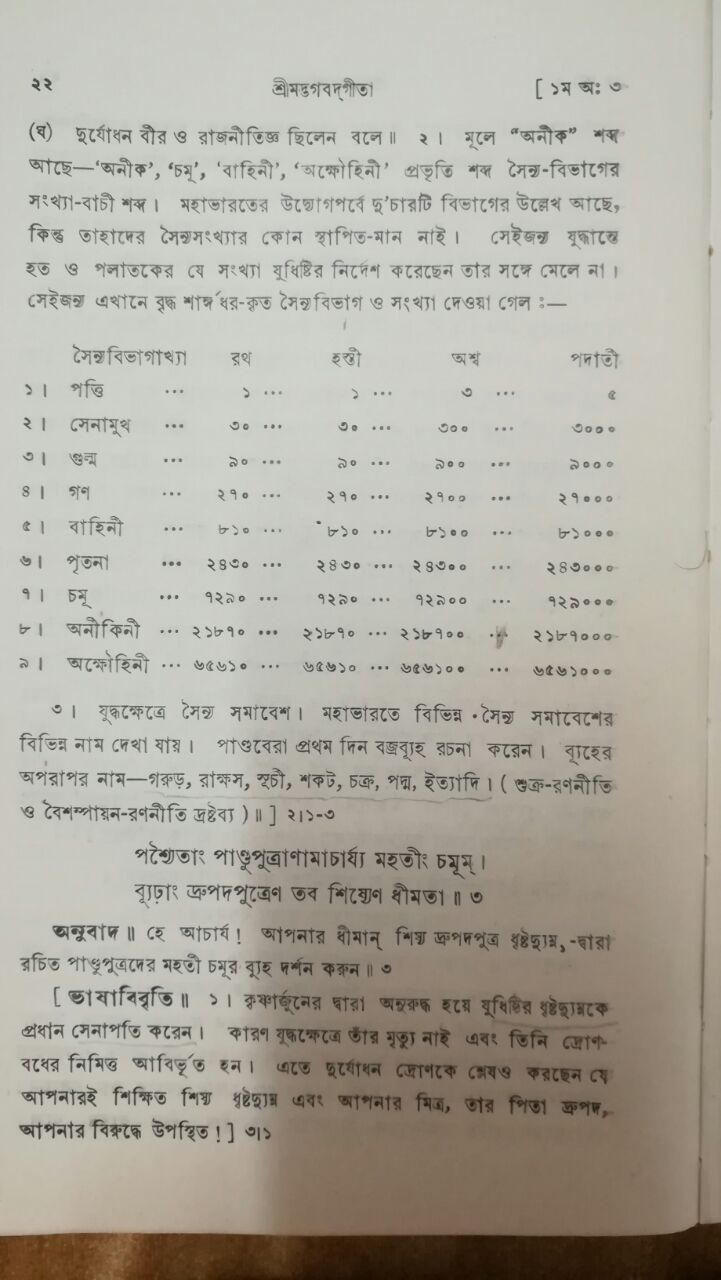 ২২ শ্রীমদ্ভগবদ্‌গীতা [ ১ম অঃ ৩
(ঘ) দুর্যোধন বীর ও রাজনীতিজ্ঞ ছিলেন বলে॥ ২। মূলে “অনীক” শব্দ
আছে—‘অনীক’, ‘চমূ’, ‘বাহিনী’, ‘অক্ষোহিনী’ প্রভৃতি শব্দ সৈন্য-বিভাগের
সংখ্যা-বাচী শব্দ। মহাভারতের উদ্যোগপর্বে দু’চারটি বিভাগের উল্লেখ আছে,
কিন্তু তাহাদের সৈন্যসংখ্যার কোন স্থাপিত-মান নাই। সেইজন্য যুদ্ধান্তে
হত ও পলাতকের যে সংখ্যা যুধিষ্টির নির্দেশ করেছেন তার সঙ্গে মেলে না।
সেইজন্য এখানে বৃদ্ধ শার্ঙ্গধর-কৃত সৈন্যবিভাগ ও সংখ্যা দেওয়া গেল :—
সৈন্যবিভাগাখ্যা রথ হস্তী অশ্ব পদাতী
১। পত্তি ... ১ ... ১ ... ৩ ... ৫
২। সেনামুখ ... ৩০ ... ৩০ ... ৩০০ ... ৩০০০
৩। গুল্ম ... ৯০ ... ৯০ ... ৯০০ ... ৯০০০
৪। গণ ... ২৭০ ... ২৭০ ... ২৭০০ ... ২৭০০০
৫। বাহিনী ... ৮১০ ... ৮১০ ... ৮১০০ ... ৮১০০০
৬। পৃতনা ... ২৪৩০ ... ২৪৩০ ... ২৪৩০০ ... ২৪৩০০০
৭। চমূ ... ৭২৯০ ... ৭২৯০ ... ৭২৯০০ ... ৭২৯০০০
৮। অনীকিনী ... ২১৮৭০ ... ২১৮৭০ ... ২১৮৭০০ ... ২১৮৭০০০
৯। অক্ষোহিনী ... ৬৫৬১০ ... ৬৫৬১০ ... ৬৫৬১০০ ... ৬৫৬১০০০
৩। যুদ্ধক্ষেত্রে সৈন্য সমাবেশ। মহাভারতে বিভিন্ন সৈন্য সমাবেশের
বিভিন্ন নাম দেখা যায়। পাণ্ডবেরা প্রথম দিন বজ্রব্যূহ রচনা করেন। ব্যূহের
অপরাপর নাম—গরুড়, রাক্ষস, সূচী, শকট, চক্র, পদ্ম, ইত্যাদি। ( শুক্র-রণনীতি
ও বৈশম্পায়ন-রণনীতি দ্রষ্টব্য )॥ ] ২।১-৩
পশ্যৈতাং পাণ্ডুপুত্রাণামাচার্য্য মহতীং চমূম্।
ব্যূঢ়াং দ্রুপদপুত্রেণ তব শিষ্যেণ ধীমতা॥ ৩
অনুবাদ॥ হে আচার্য! আপনার ধীমান্ শিষ্য দ্রুপদপুত্র ধৃষ্টদ্যুম্ন,-দ্বারা
রচিত পাণ্ডুপুত্রদের মহতী চমূর ব্যূহ দর্শন করুন॥ ৩
[ ভাষাবিবৃতি॥ ১। কৃষ্ণার্জুনের দ্বারা অনুরুদ্ধ হয়ে যুধিষ্টির ধৃষ্টদ্যুম্নকে
প্রধান সেনাপতি করেন। কারণ যুদ্ধক্ষেত্রে তাঁর মৃত্যু নাই এবং তিনি দ্রোণ-
বধের নিমিত্ত আবির্ভূত হন। এতে দুর্যোধন দ্রোণকে শ্লেষও করছেন যে
আপনারই শিক্ষিত শিষ্য ধৃষ্টদ্যুম্ন এবং আপনার মিত্র, তার পিতা দ্রুপদ,
আপনার বিরুদ্ধে উপস্থিত! ] ৩।১